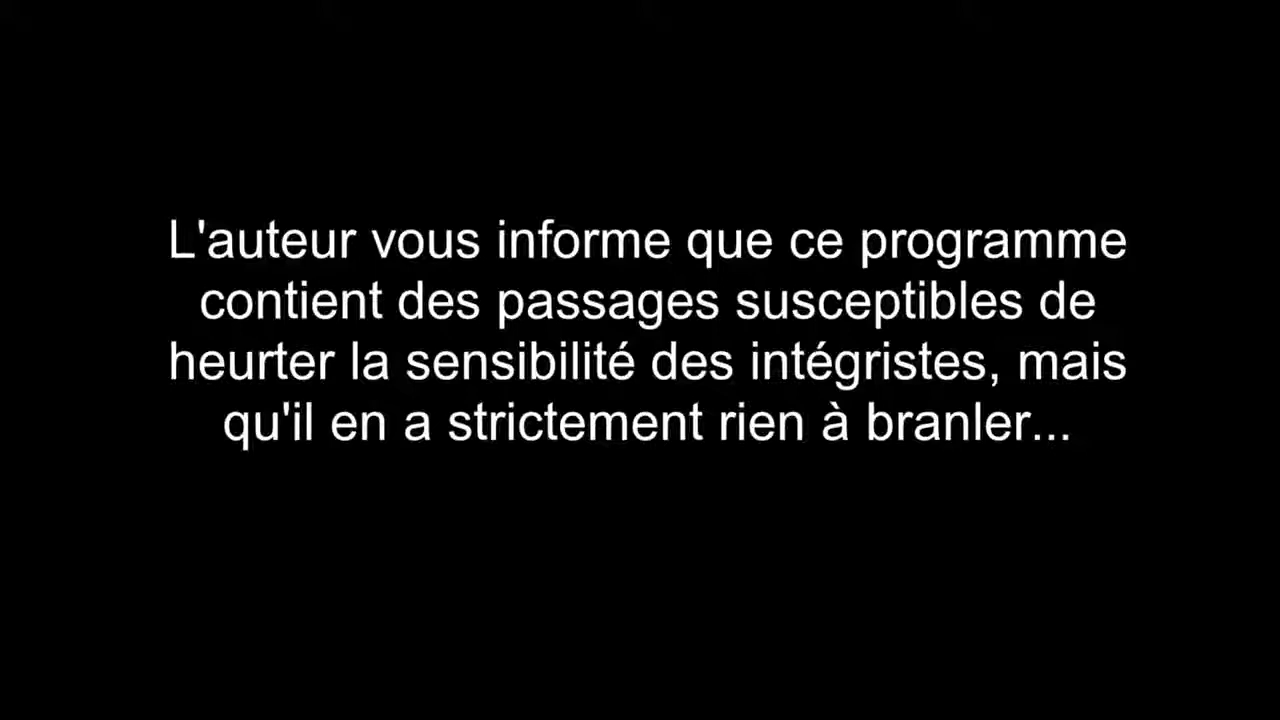 L'auteur vous informe que ce programme
contient des passages susceptibles de
heurter la sensibilité des intégristes, mais
qu'il en a strictement rien à branler...